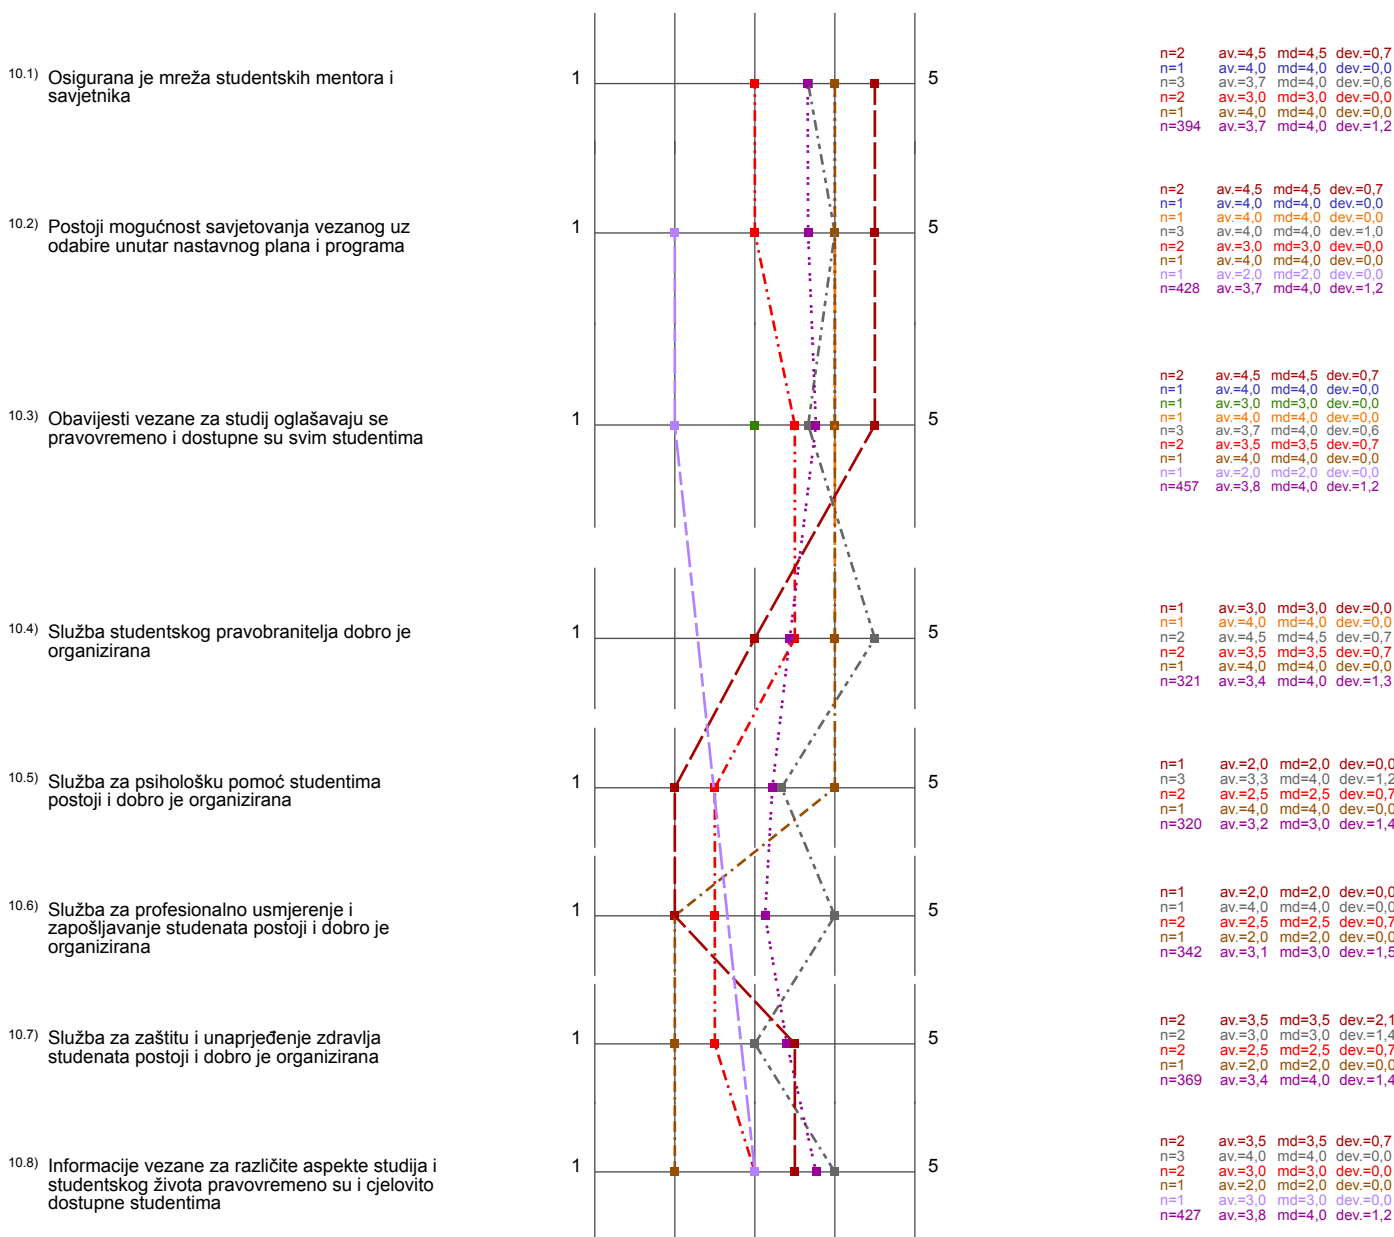 10.1) Osigurana je mreža studentskih mentora i
savjetnika
1
5
n=2 av.=4,5 md=4,5 dev.=0,7
n=1 av.=4,0 md=4,0 dev.=0,0
n=3 av.=3,7 md=4,0 dev.=0,6
n=2 av.=3,0 md=3,0 dev.=0,0
n=1 av.=4,0 md=4,0 dev.=0,0
n=394 av.=3,7 md=4,0 dev.=1,2
10.2) Postoji mogućnost savjetovanja vezanog uz
odabire unutar nastavnog plana i programa
1
5
n=2 av.=4,5 md=4,5 dev.=0,7
n=1 av.=4,0 md=4,0 dev.=0,0
n=1 av.=4,0 md=4,0 dev.=0,0
n=3 av.=4,0 md=4,0 dev.=1,0
n=2 av.=3,0 md=3,0 dev.=0,0
n=1 av.=4,0 md=4,0 dev.=0,0
n=1 av.=2,0 md=2,0 dev.=0,0
n=428 av.=3,7 md=4,0 dev.=1,2
10.3) Obavijesti vezane za studij oglašavaju se
pravovremeno i dostupne su svim studentima
1
5
n=2 av.=4,5 md=4,5 dev.=0,7
n=1 av.=4,0 md=4,0 dev.=0,0
n=1 av.=3,0 md=3,0 dev.=0,0
n=1 av.=4,0 md=4,0 dev.=0,0
n=3 av.=3,7 md=4,0 dev.=0,6
n=2 av.=3,5 md=3,5 dev.=0,7
n=1 av.=4,0 md=4,0 dev.=0,0
n=1 av.=2,0 md=2,0 dev.=0,0
n=457 av.=3,8 md=4,0 dev.=1,2
10.4) Služba studentskog pravobranitelja dobro je
organizirana
1
5
n=1 av.=3,0 md=3,0 dev.=0,0
n=1 av.=4,0 md=4,0 dev.=0,0
n=2 av.=4,5 md=4,5 dev.=0,7
n=2 av.=3,5 md=3,5 dev.=0,7
n=1 av.=4,0 md=4,0 dev.=0,0
n=321 av.=3,4 md=4,0 dev.=1,3
10.5) Služba za psihološku pomoć studentima
postoji i dobro je organizirana
1
5
n=1 av.=2,0 md=2,0 dev.=0,0
n=3 av.=3,3 md=4,0 dev.=1,2
n=2 av.=2,5 md=2,5 dev.=0,7
n=1 av.=4,0 md=4,0 dev.=0,0
n=320 av.=3,2 md=3,0 dev.=1,4
10.6) Služba za profesionalno usmjerenje i
zapošljavanje studenata postoji i dobro je
organizirana
1
5
n=1 av.=2,0 md=2,0 dev.=0,0
n=1 av.=4,0 md=4,0 dev.=0,0
n=2 av.=2,5 md=2,5 dev.=0,7
n=1 av.=2,0 md=2,0 dev.=0,0
n=342 av.=3,1 md=3,0 dev.=1,5
10.7) Služba za zaštitu i unaprjeđenje zdravlja
studenata postoji i dobro je organizirana
1
5
n=2 av.=3,5 md=3,5 dev.=2,1
n=2 av.=3,0 md=3,0 dev.=1,4
n=2 av.=2,5 md=2,5 dev.=0,7
n=1 av.=2,0 md=2,0 dev.=0,0
n=369 av.=3,4 md=4,0 dev.=1,4
10.8) Informacije vezane za različite aspekte studija i
studentskog života pravovremeno su i cjelovito
dostupne studentima
1
5
n=2 av.=3,5 md=3,5 dev.=0,7
n=3 av.=4,0 md=4,0 dev.=0,0
n=2 av.=3,0 md=3,0 dev.=0,0
n=1 av.=2,0 md=2,0 dev.=0,0
n=1 av.=3,0 md=3,0 dev.=0,0
n=427 av.=3,8 md=4,0 dev.=1,2